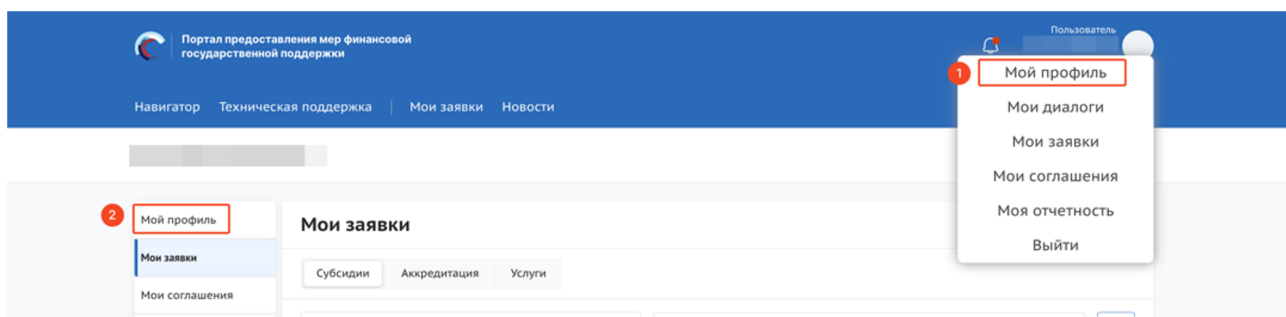 Портал предоставления мер финансовой
государственной поддержки
Пользователь
Навигатор Техническая поддержка Мои заявки Новости
1 Мой профиль
Мои диалоги
Мои заявки
Мои соглашения
Моя отчетность
Выйти
2 Мой профиль
Мои заявки
Мои соглашения
Мои заявки
Субсидии Аккредитация Услуги